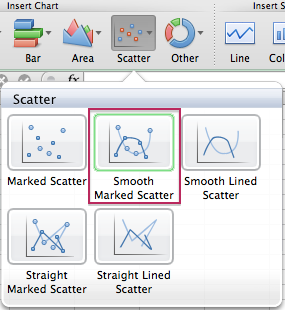 Insert Chart
Insert S
Bar
Area
Scatter
Other
Line
Col
Scatter
Marked Scatter
Smooth
Marked Scatter
Smooth Lined
Scatter
Straight
Marked Scatter
Straight Lined
Scatter